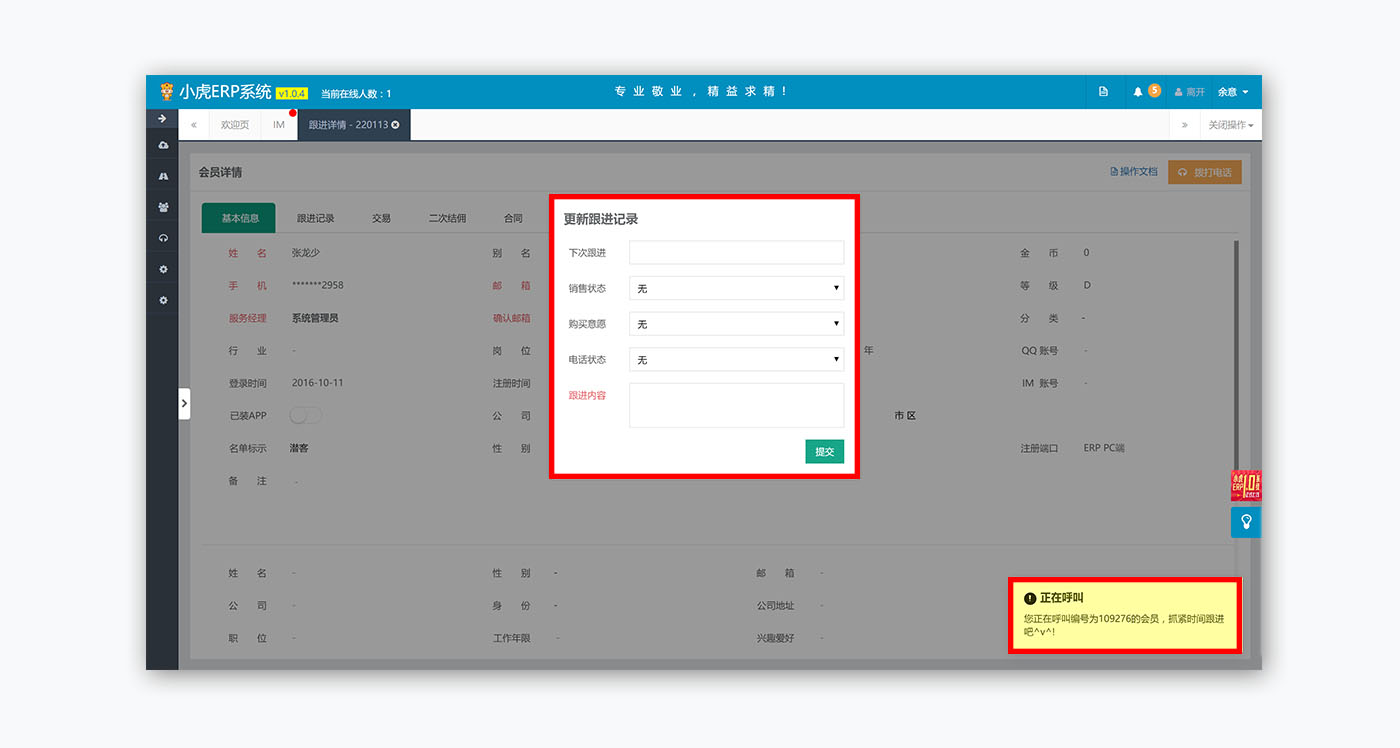 小虎ERP系统 v1.0.4 当前在线人数：1 专业敬业，精益求精！ 5 离开 余意
« 欢迎页 IM 跟进详情 - 220113 » 关闭操作
会员详情 操作文档 拨打电话
基本信息 跟进记录 交易 二次结佣 合同
姓 名 张龙少 别 名 金 币 0
手 机 *******2958 邮 箱 等 级 D
服务经理 系统管理员 确认邮箱 分 类 -
行 业 - 岗 位 年 QQ 账号 -
登录时间 2016-10-11 注册时间 IM 账号 -
已装APP 公 司 市 区
名单标示 潜客 性 别 注册端口 ERP PC端
备 注 -
更新跟进记录
下次跟进
销售状态 无
购买意愿 无
电话状态 无
跟进内容
提交
姓 名 - 性 别 - 邮 箱 -
公 司 - 身 份 - 公司地址 -
职 位 - 工作年限 - 兴趣爱好 -
正在呼叫
您正在呼叫编号为109276的会员，抓紧时间跟进
吧^v^!